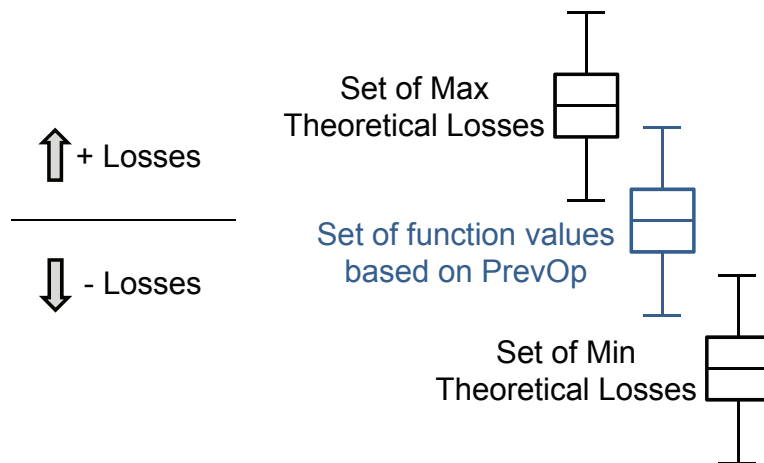 Set of Max
Theoretical Losses
+ Losses
Set of function values
based on PrevOp
- Losses
Set of Min
Theoretical Losses